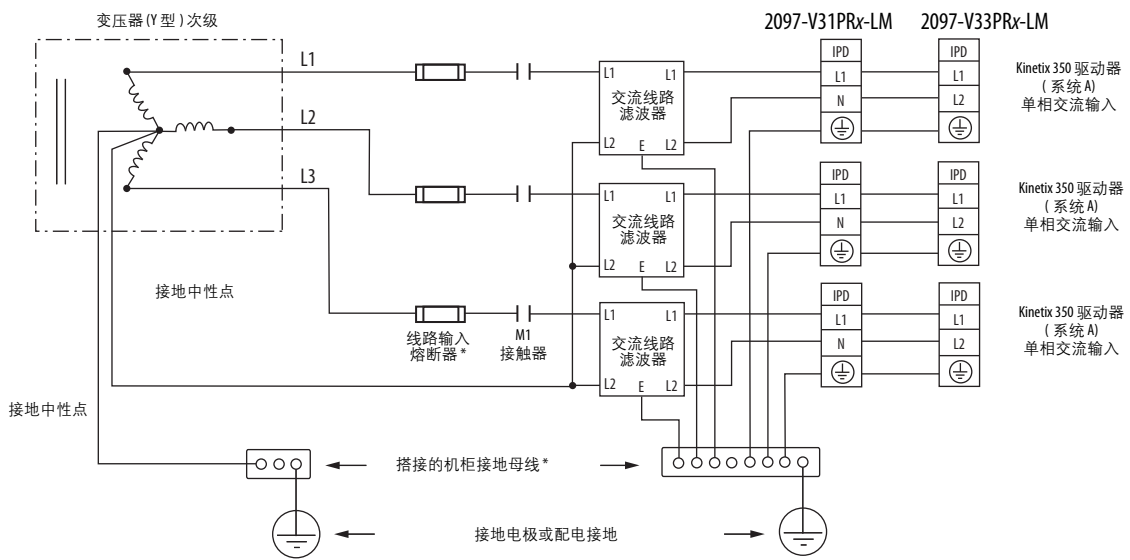 变压器(Y 型)次级
2097-V31PRx-LM 2097-V33PRx-LM
L1
L2
L3
L1 L1
交流线路
滤波器
L2 E L2
IPD
L1
N
IPD
L1
L2
Kinetix 350 驱动器
(系统 A)
单相交流输入
L1 L1
交流线路
滤波器
L2 E L2
IPD
L1
N
IPD
L1
L2
Kinetix 350 驱动器
(系统 A)
单相交流输入
接地中性点
线路输入
熔断器*
M1
接触器
L1 L1
交流线路
滤波器
L2 E L2
IPD
L1
N
IPD
L1
L2
Kinetix 350 驱动器
(系统 A)
单相交流输入
接地中性点
搭接的机柜接地母线*
接地电极或配电接地